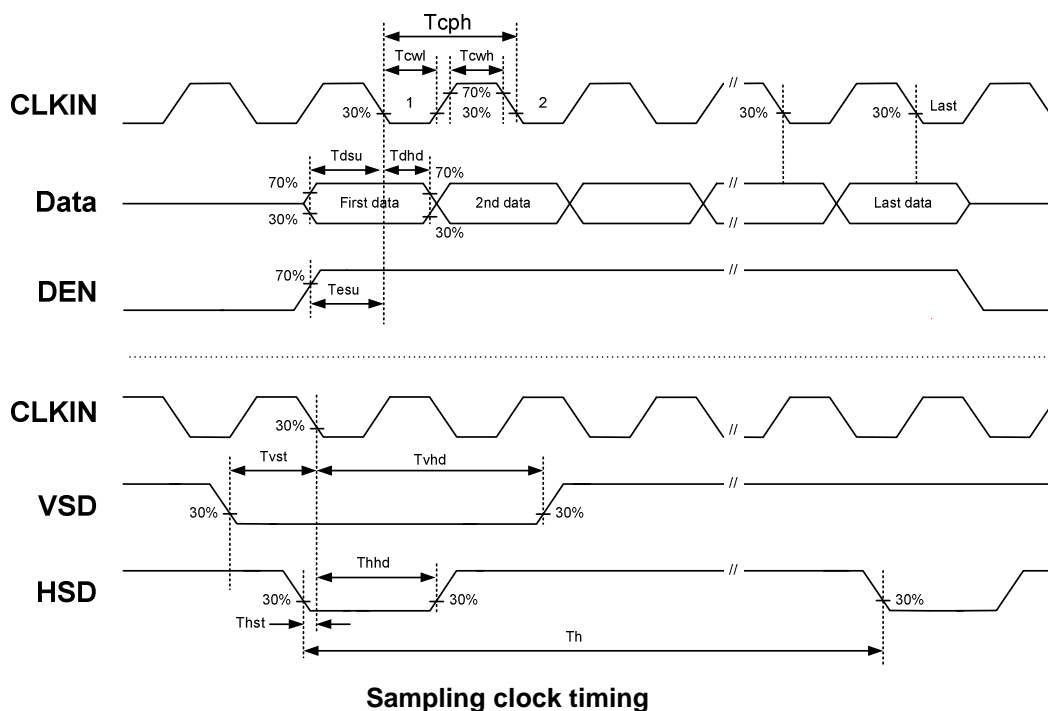 Tcph
Tcwl Tcwh
CLKIN 30% 1 70% 30% 2 // 30% 30% Last
//
Tdsu Tdhd
70% 70%
Data First data 2nd data // Last data
30% 30% //
70%
DEN Tesu //
CLKIN 30% //
//
Tvst Tvhd
VSD 30% 30% //
Thhd
HSD 30% 30% // 30%
Thst
Th
Sampling clock timing